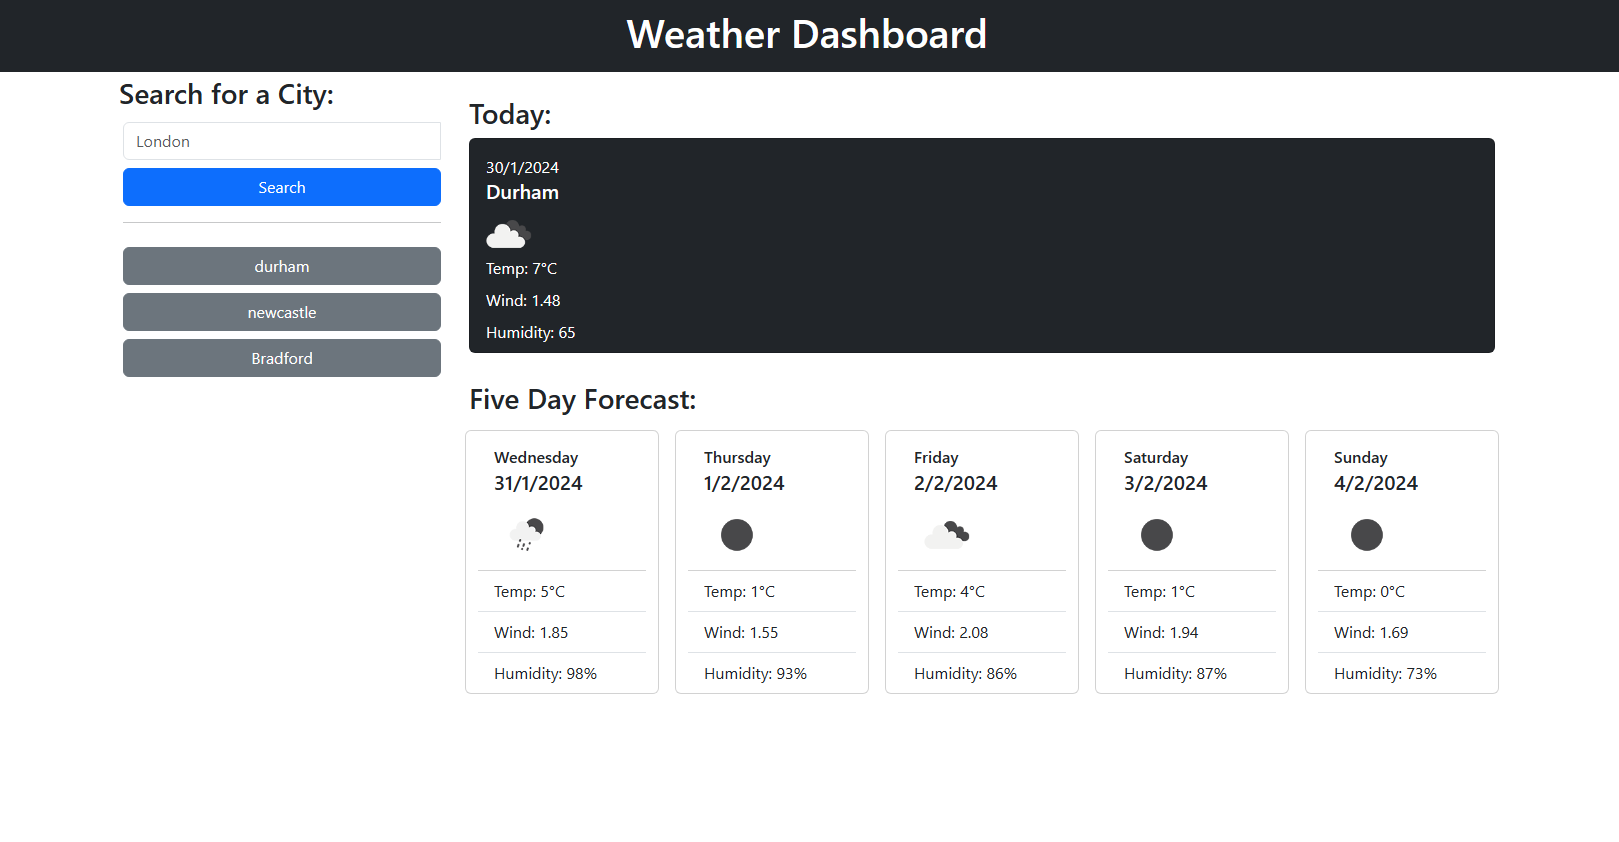 Weather Dashboard
Search for a City:
London
Search
durham
newcastle
Bradford
Today:
30/1/2024
Durham
Temp: 7°C
Wind: 1.48
Humidity: 65
Five Day Forecast:
Wednesday
31/1/2024
Temp: 5°C
Wind: 1.85
Humidity: 98%
Thursday
1/2/2024
Temp: 1°C
Wind: 1.55
Humidity: 93%
Friday
2/2/2024
Temp: 4°C
Wind: 2.08
Humidity: 86%
Saturday
3/2/2024
Temp: 1°C
Wind: 1.94
Humidity: 87%
Sunday
4/2/2024
Temp: 0°C
Wind: 1.69
Humidity: 73%